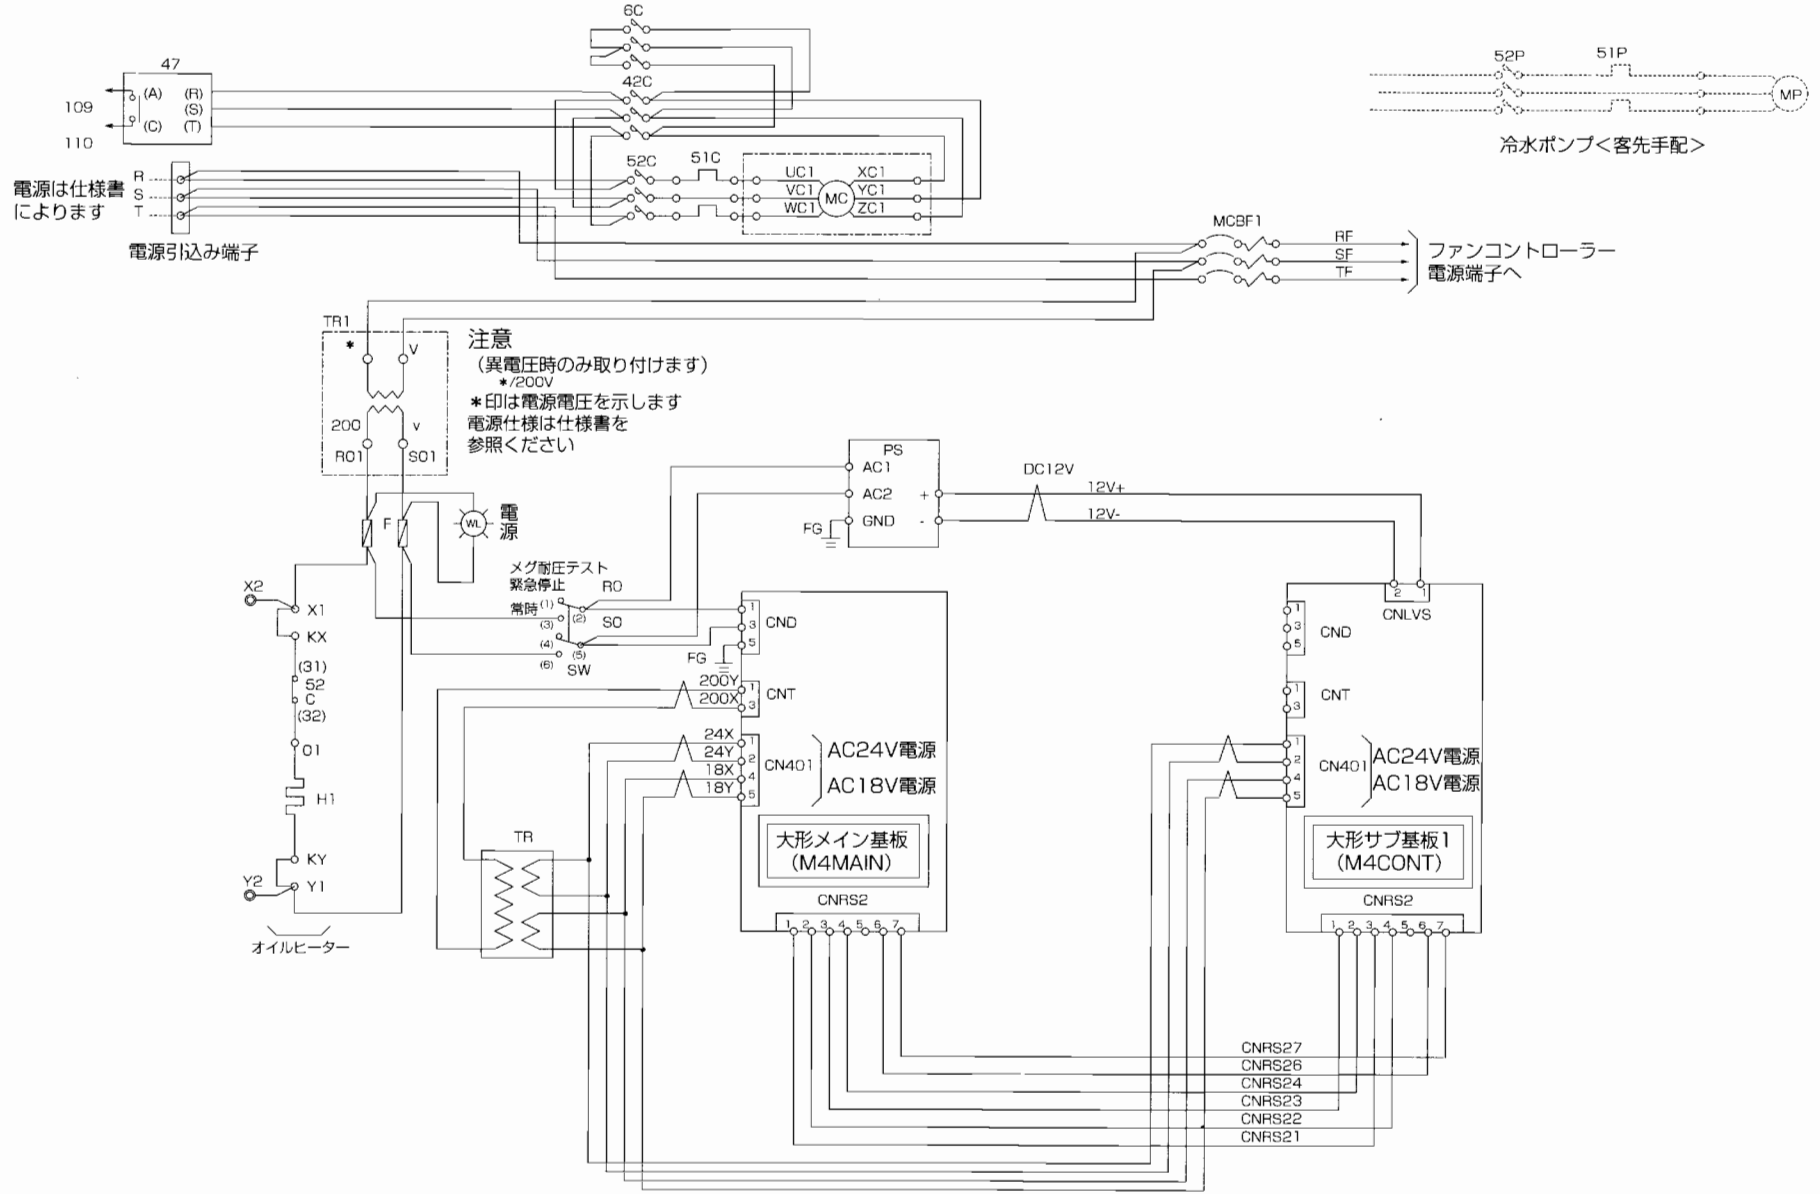 6C
47
42C
(A)
(R)
109
(S)
(C)
(T)
110
52P
51P
MP
冷水ポンプ<客先手配>
電源は仕様書
によります
R
S
T
電源引込み端子
52C
51C
UC1
XC1
VC1
MC
YC1
WC1
ZC1
MCBF1
RF
SF
TF
ファンコントローラー
電源端子へ
TR1
*
V
200
v
RO1
SO1
注意
(異電圧時のみ取り付けます)
*/200V
*印は電源電圧を示します
電源仕様は仕様書を
参照ください
F
WL
電
源
PS
AC1
AC2
+
GND
-
FG
DC12V
12V+
12V-
メグ耐圧テスト
緊急停止
常時
(1)
(2)
(3)
(4)
(5)
(6)
SW
RO
SO
FG
1
3
5
CND
200Y
200X
1
3
CNT
24X
24Y
18X
18Y
1
2
4
5
CN401
AC24V電源
AC18V電源
大形メイン基板
(M4MAIN)
CNRS2
1 2 3 4 5 6 7
2 1
CNLVS
1
3
5
CND
1
3
CNT
1
2
4
5
CN401
AC24V電源
AC18V電源
大形サブ基板1
(M4CONT)
CNRS2
1 2 3 4 5 6 7
X2
X1
KX
(31)
52
C
(32)
O1
H1
KY
Y2
Y1
オイルヒーター
TR
CNRS27
CNRS26
CNRS24
CNRS23
CNRS22
CNRS21